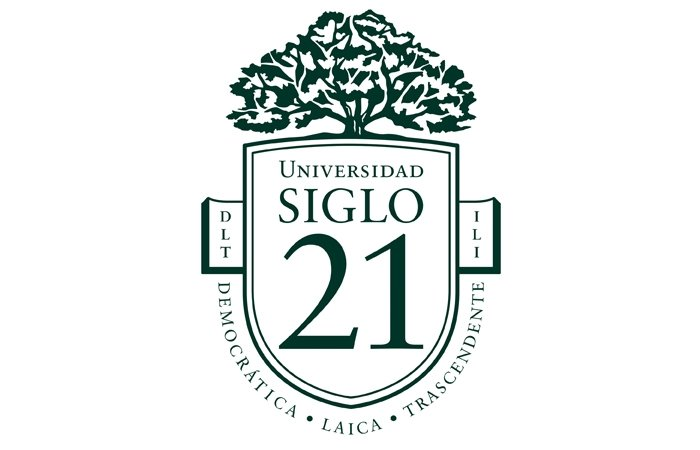 UNIVERSIDAD
SIGLO
21
DLT
ILI
DEMOCRÁTICA • LAICA • TRASCENDENTE